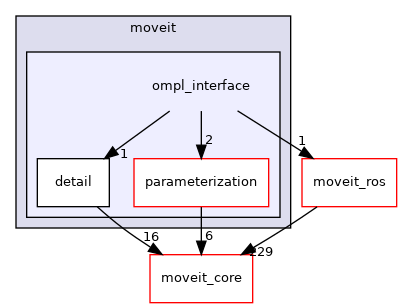 moveit
ompl_interface
1
2
1
detail
parameterization
moveit_ros
16
6
229
moveit_core